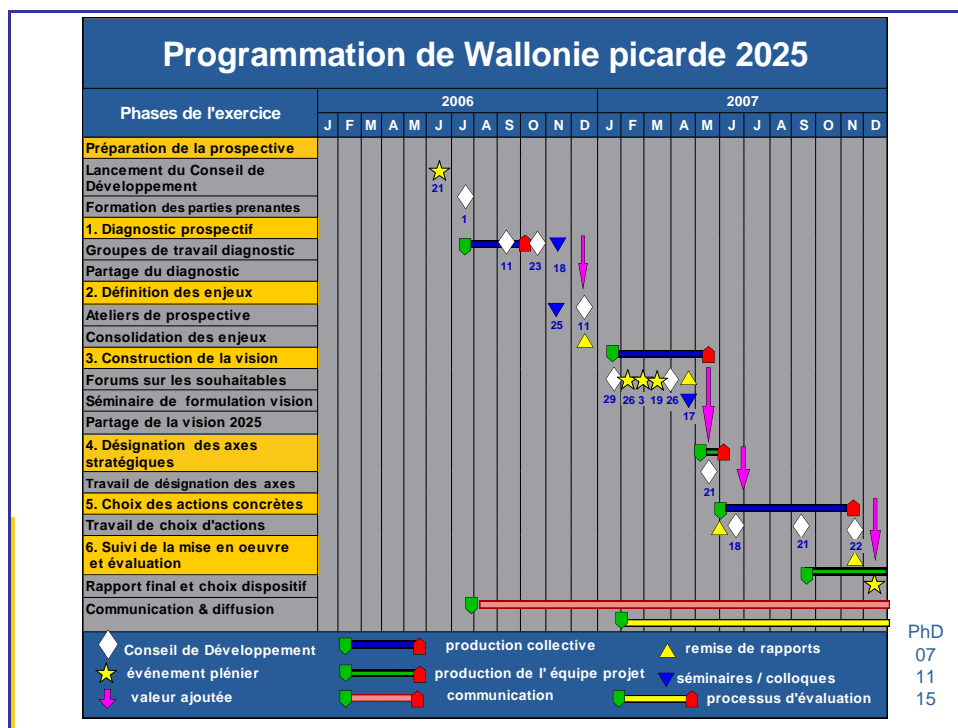 Programmation de Wallonie picarde 2025
Phases de l'exercice
2006
2007
J F M A M J J A S O N D J F M A M J J A S O N D
Préparation de la prospective
Lancement du Conseil de
Développement
21
Formation des parties prenantes
1
1. Diagnostic prospectif
Groupes de travail diagnostic
11 23 18
Partage du diagnostic
2. Définition des enjeux
Ateliers de prospective
25 11
Consolidation des enjeux
3. Construction de la vision
Forums sur les souhaitables
29 26 3 19 26
Séminaire de formulation vision
17
Partage de la vision 2025
4. Désignation des axes
stratégiques
Travail de désignation des axes
21
5. Choix des actions concrètes
Travail de choix d'actions
18 21 22
6. Suivi de la mise en oeuvre
et évaluation
Rapport final et choix dispositif
Communication & diffusion
Conseil de Développement
production collective
remise de rapports
événement plénier
production de l' équipe projet
séminaires / colloques
valeur ajoutée
communication
processus d'évaluation
PhD
07
11
15